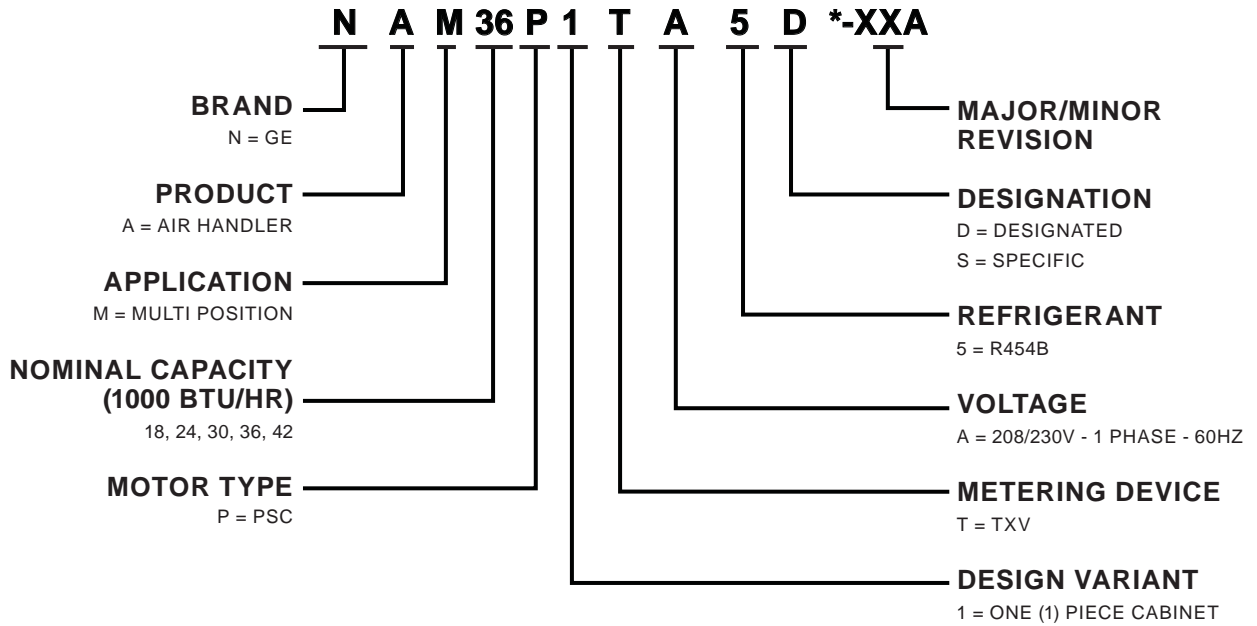 N A M 36 P 1 T A 5 D *-XXA
BRAND
N = GE
PRODUCT
A = AIR HANDLER
APPLICATION
M = MULTI POSITION
NOMINAL CAPACITY
(1000 BTU/HR)
18, 24, 30, 36, 42
MOTOR TYPE
P = PSC
MAJOR/MINOR
REVISION
DESIGNATION
D = DESIGNATED
S = SPECIFIC
REFRIGERANT
5 = R454B
VOLTAGE
A = 208/230V - 1 PHASE - 60HZ
METERING DEVICE
T = TXV
DESIGN VARIANT
1 = ONE (1) PIECE CABINET